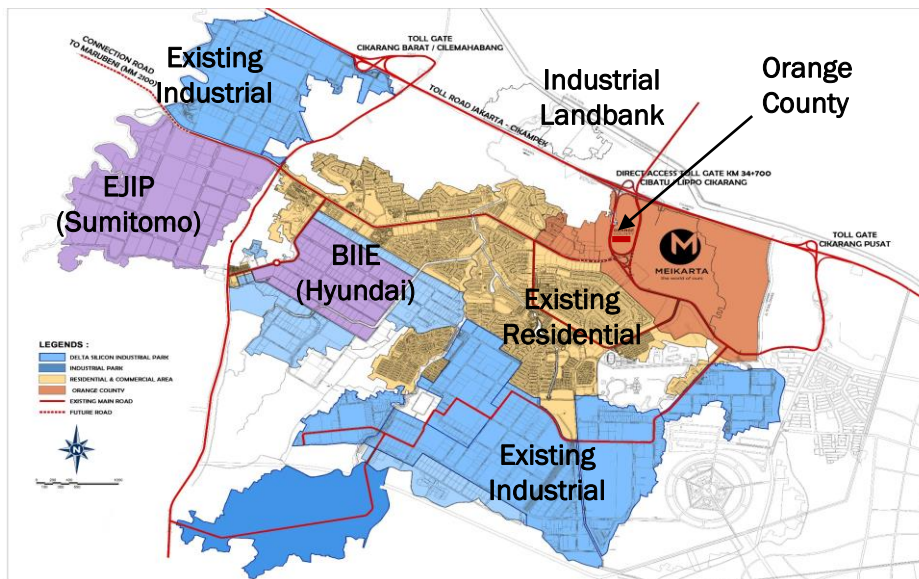 Existing
Industrial
TOLL GATE
CIKARANG BARAT / CILEMAHABANG
CONNECTION ROAD
TO MARUBENI (MM 2100)
TOLL ROAD JAKARTA - CIKAMPEK
Industrial
Landbank
Orange
County
DIRECT ACCESS TOLL GATE KM 34+700
CIBATU - LIPPO CIKARANG
TOLL GATE
CIKARANG PUSAT
EJIP
(Sumitomo)
BIIE
(Hyundai)
M
MEIKARTA
Existing
Residential
LEGENDS :
DELTA SILICON INDUSTRIAL PARK
INDUSTRIAL PARK
RESIDENTIAL & COMMERCIAL AREA
ORANGE COUNTY
EXISTING MAIN ROAD
FUTURE ROAD
N
Existing
Industrial